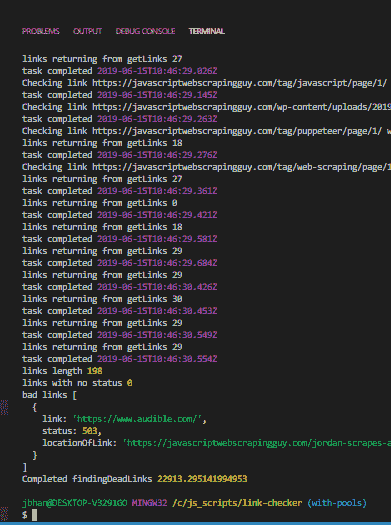 PROBLEMS OUTPUT DEBUG CONSOLE TERMINAL
links returning from getLinks 27
task completed 2019-06-15T10:46:29.026Z
Checking link https://javascriptwebscrapingguy.com/tag/javascript/page/1/
task completed 2019-06-15T10:46:29.145Z
Checking link https://javascriptwebscrapingguy.com/wp-content/uploads/2019
task completed 2019-06-15T10:46:29.263Z
Checking link https://javascriptwebscrapingguy.com/tag/puppeteer/page/1/ w
links returning from getLinks 18
task completed 2019-06-15T10:46:29.276Z
Checking link https://javascriptwebscrapingguy.com/tag/web-scraping/page/1
links returning from getLinks 27
task completed 2019-06-15T10:46:29.361Z
links returning from getLinks 0
task completed 2019-06-15T10:46:29.421Z
links returning from getLinks 18
task completed 2019-06-15T10:46:29.581Z
links returning from getLinks 29
task completed 2019-06-15T10:46:29.684Z
links returning from getLinks 29
task completed 2019-06-15T10:46:30.426Z
links returning from getLinks 30
task completed 2019-06-15T10:46:30.453Z
links returning from getLinks 29
task completed 2019-06-15T10:46:30.549Z
links returning from getLinks 29
task completed 2019-06-15T10:46:30.554Z
links length 198
links with no status 0
bad links [
{
link: 'https://www.audible.com/',
status: 503,
locationOfLink: 'https://javascriptwebscrapingguy.com/jordan-scrapes-a
}
]
Completed findingDeadLinks 22913.295141994953
jbhan@DESKTOP-V3291GO MINGW32 /c/js_scripts/link-checker (with-pools)
$